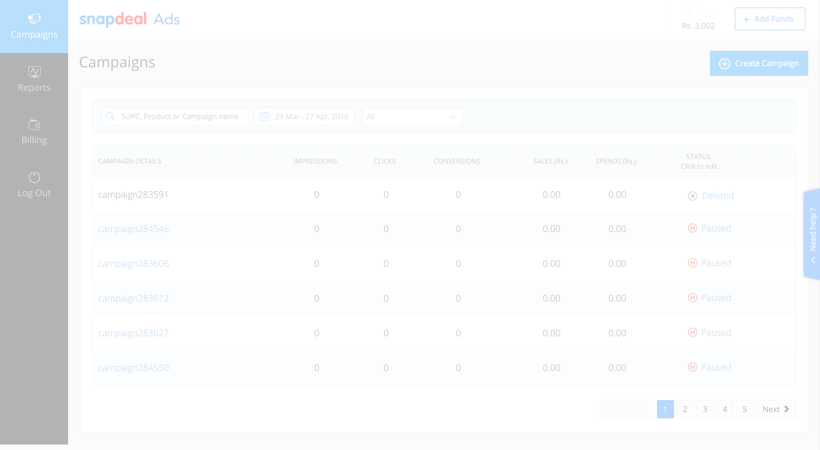 Campaigns
Reports
Billing
Log Out
snapdeal Ads
Rs. 3,002
+ Add Funds
Campaigns
Create Campaign
SUPC, Product or Campaign name
29 Mar - 27 Apr, 2016
All
CAMPAIGN DETAILS IMPRESSIONS CLICKS CONVERSIONS SALES (Rs.) SPENDS (Rs.) STATUS
Click to edit
campaign283591 0 0 0 0.00 0.00 Deleted
campaign284546 0 0 0 0.00 0.00 Paused
campaign283606 0 0 0 0.00 0.00 Paused
campaign283612 0 0 0 0.00 0.00 Paused
campaign283627 0 0 0 0.00 0.00 Paused
campaign284550 0 0 0 0.00 0.00 Paused
1 2 3 4 5 Next
Need help ?